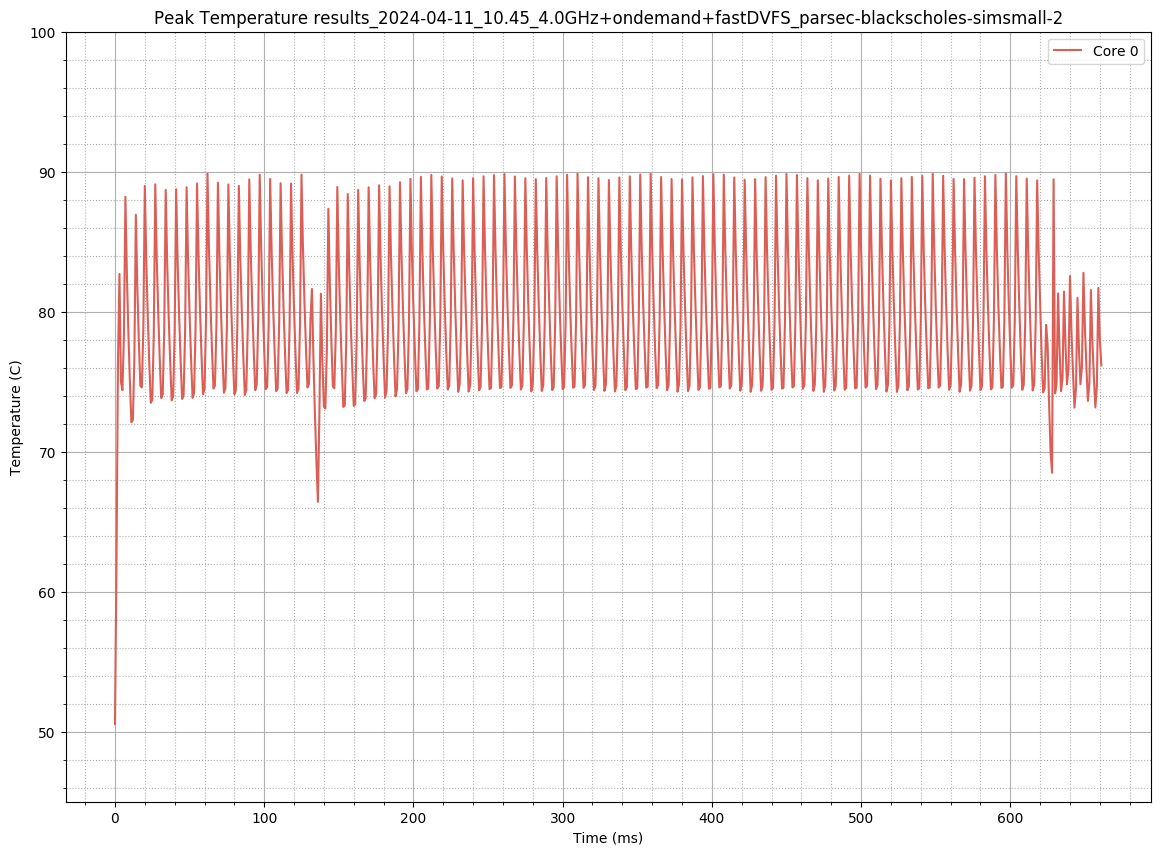 Peak Temperature results_2024-04-11_10.45_4.0GHz+ondemand+fastDVFS_parsec-blackscholes-simsmall-2
Core 0
100
90
80
70
60
50
Temperature (C)
0 100 200 300 400 500 600
Time (ms)